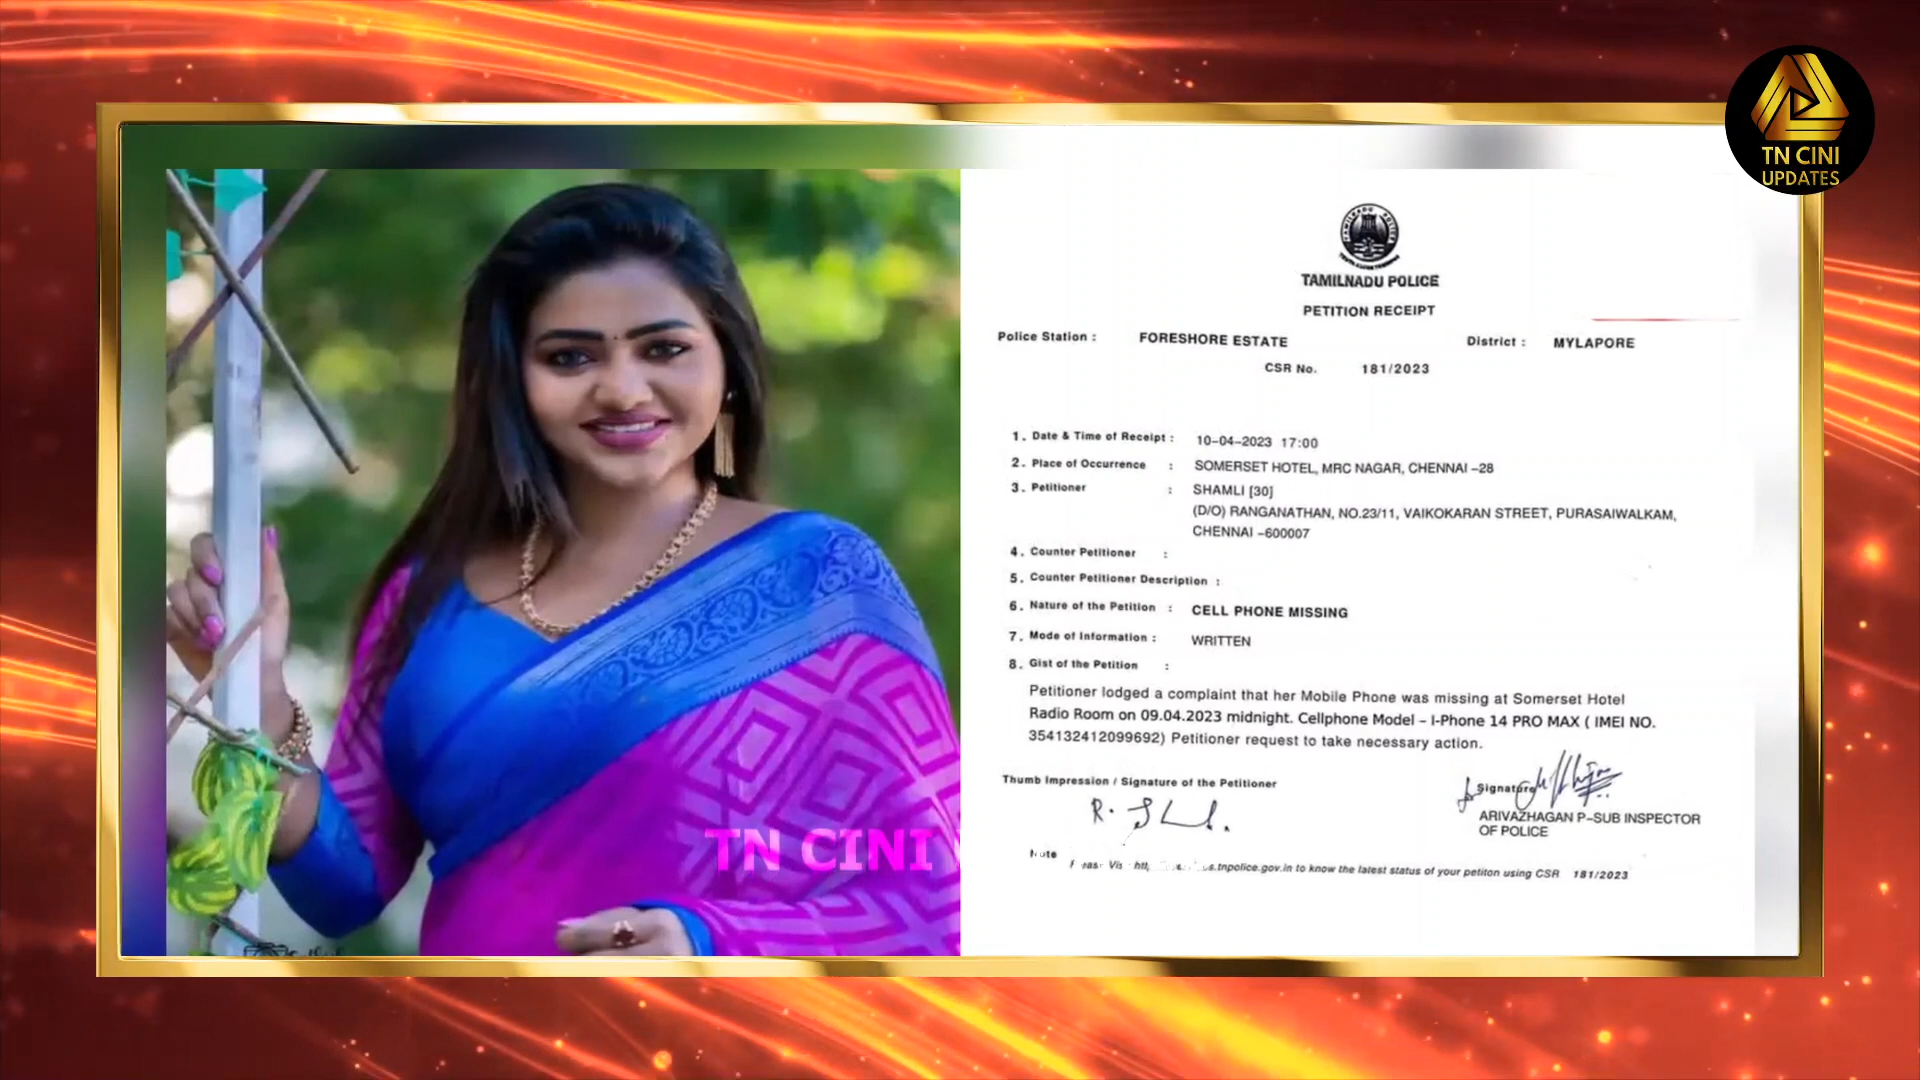 TN CINI
UPDATES
TAMILNADU POLICE
PETITION RECEIPT
Police Station : FORESHORE ESTATE District : MYLAPORE
CSR No. 181/2023
1. Date & Time of Receipt : 10-04-2023 17:00
2. Place of Occurrence : SOMERSET HOTEL, MRC NAGAR, CHENNAI -28
3. Petitioner : SHAMLI [30]
(D/O) RANGANATHAN, NO.23/11, VAIKOKARAN STREET, PURASAIWALKAM,
CHENNAI -600007
4. Counter Petitioner :
5. Counter Petitioner Description :
6. Nature of the Petition : CELL PHONE MISSING
7. Mode of Information : WRITTEN
8. Gist of the Petition :
Petitioner lodged a complaint that her Mobile Phone was missing at Somerset Hotel
Radio Room on 09.04.2023 midnight. Cellphone Model – I-Phone 14 PRO MAX ( IMEI NO.
354132412099692) Petitioner request to take necessary action.
Thumb Impression / Signature of the Petitioner
Signature
ARIVAZHAGAN P-SUB INSPECTOR
OF POLICE
Note
s.tnpolice.gov.in to know the latest status of your petiton using CSR 181/2023
TN CINI